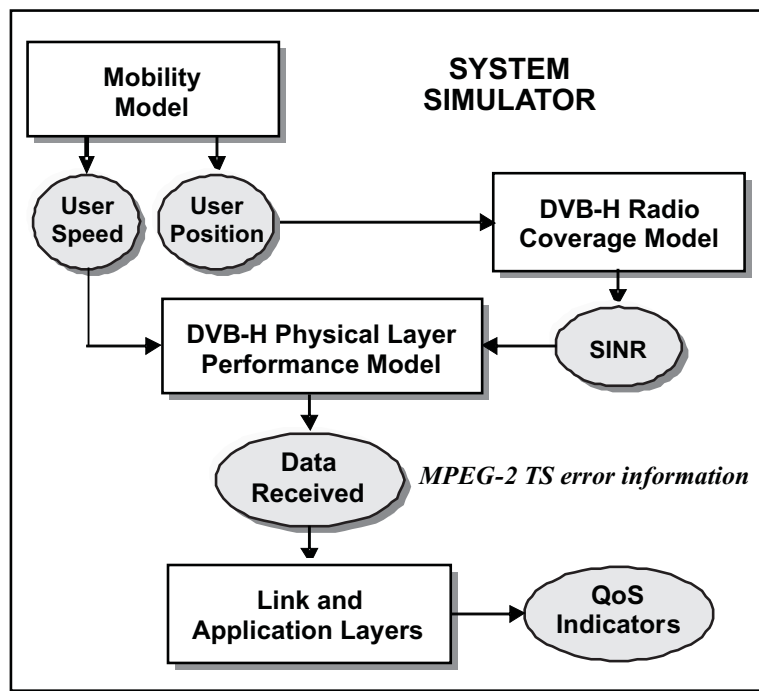 Mobility
Model
SYSTEM
SIMULATOR
User
Speed
User
Position
DVB-H Radio
Coverage Model
DVB-H Physical Layer
Performance Model
SINR
Data
Received
MPEG-2 TS error information
Link and
Application Layers
QoS
Indicators